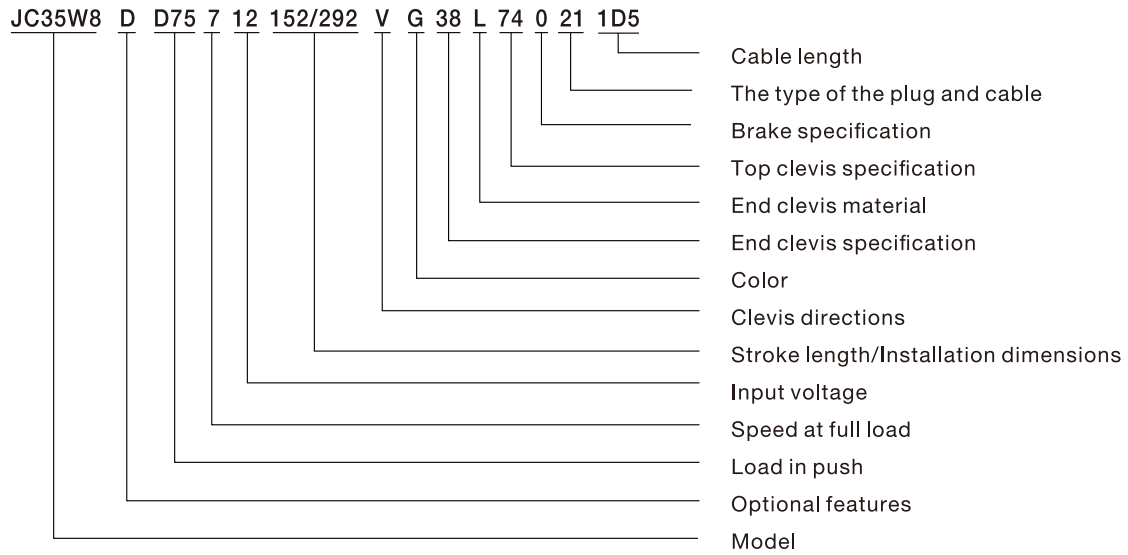 JC35W8 D D75 7 12 152/292 V G 38 L 74 0 21 1D5
Cable length
The type of the plug and cable
Brake specification
Top clevis specification
End clevis material
End clevis specification
Color
Clevis directions
Stroke length/Installation dimensions
Input voltage
Speed at full load
Load in push
Optional features
Model